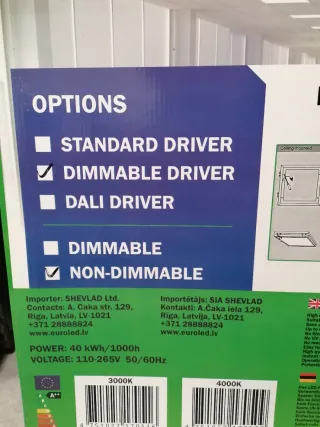 OPTIONS
STANDARD DRIVER
DIMMABLE DRIVER
DALI DRIVER
DIMMABLE
NON-DIMMABLE
Ceiling mounted
Importer: SHEVLAD Ltd.
Contacts: A. Caka str. 129,
Riga, Latvia, LV-1021
+371 28888824
www.euroled.lv
Importētājs: SIA SHEVLAD
Kontakti: A.Čaka iela 129,
Rīga, Latvija, LV-1021
+371 28888824
www.euroled.lv
POWER: 40 kWh/1000h
VOLTAGE: 110-265V 50/60Hz
3000K
4000K
A++